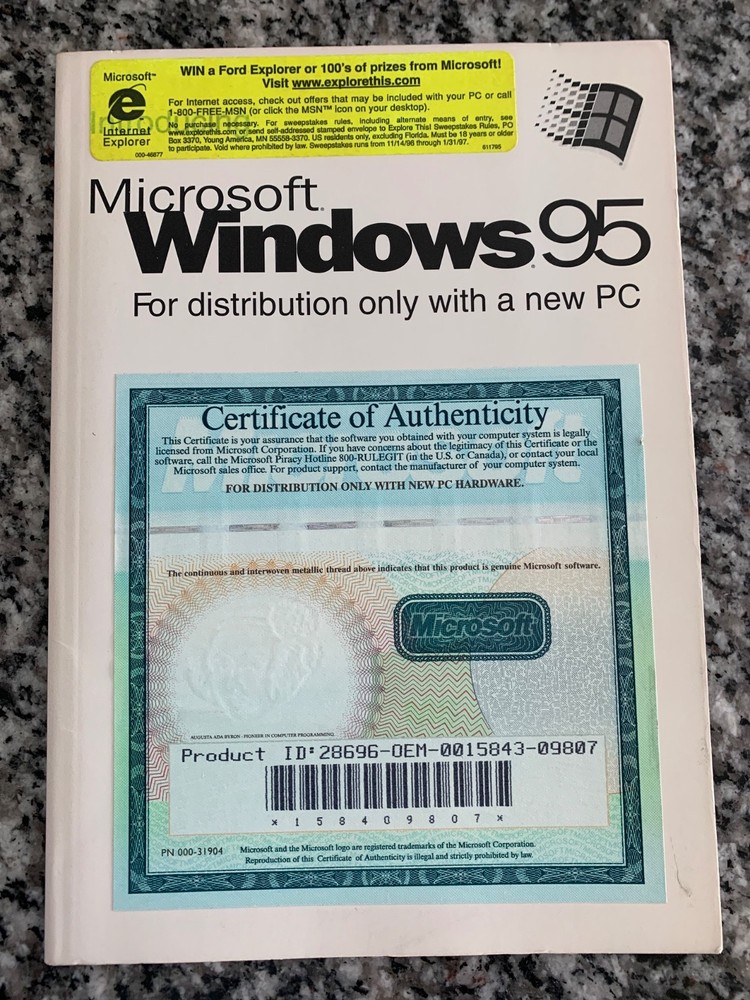 Microsoft™
Internet
Explorer
000-46677
WIN a Ford Explorer or 100's of prizes from Microsoft!
Visit www.explorethis.com
For Internet access, check out offers that may be included with your PC or call
1-800-FREE-MSN (or click the MSN™ icon on your desktop).
No purchase necessary. For sweepstakes rules, including alternate means of entry, see
www.explorethis.com or send self-addressed stamped envelope to Explore This! Sweepstakes Rules, PO
Box 3370, Young America, MN 55558-3370. US residents only, excluding Florida. Must be 18 years or older
to participate. Void where prohibited by law. Sweepstakes runs from 11/14/96 through 1/31/97.
611795
Introducing
Microsoft
Windows 95
For distribution only with a new PC
Microsoft
Certificate of Authenticity
This Certificate is your assurance that the software you obtained with your computer system is legally
licensed from Microsoft Corporation. If you have concerns about the legitimacy of this Certificate or the
software, call the Microsoft Piracy Hotline 800-RULEGIT (in the U.S. or Canada), or contact your local
Microsoft sales office. For product support, contact the manufacturer of your computer system.
FOR DISTRIBUTION ONLY WITH NEW PC HARDWARE.
The continuous and interwoven metallic thread above indicates that this product is genuine Microsoft software.
Microsoft
AUGUSTA ADA BYRON - PIONEER IN COMPUTER PROGRAMMING
Product ID:28696-OEM-0015843-09807
* 1 5 8 4 0 9 8 0 7 *
PN 000-31904
Microsoft and the Microsoft logo are registered trademarks of the Microsoft Corporation.
Reproduction of this Certificate of Authenticity is illegal and strictly prohibited by law.